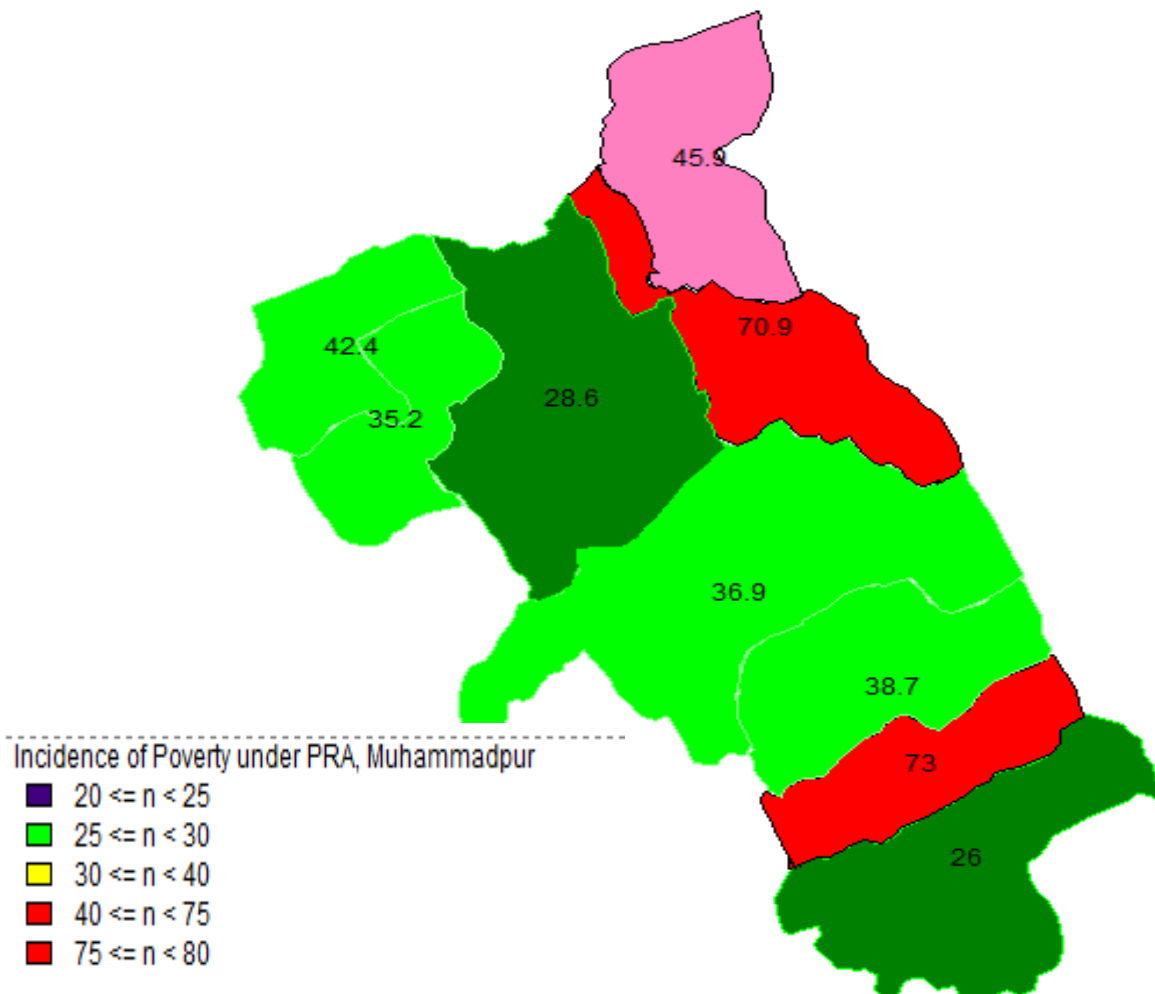 45.9
70.9
42.4
28.6
35.2
36.9
38.7
73
26
Incidence of Poverty under PRA, Muhammadpur
20 <= n < 25
25 <= n < 30
30 <= n < 40
40 <= n < 75
75 <= n < 80